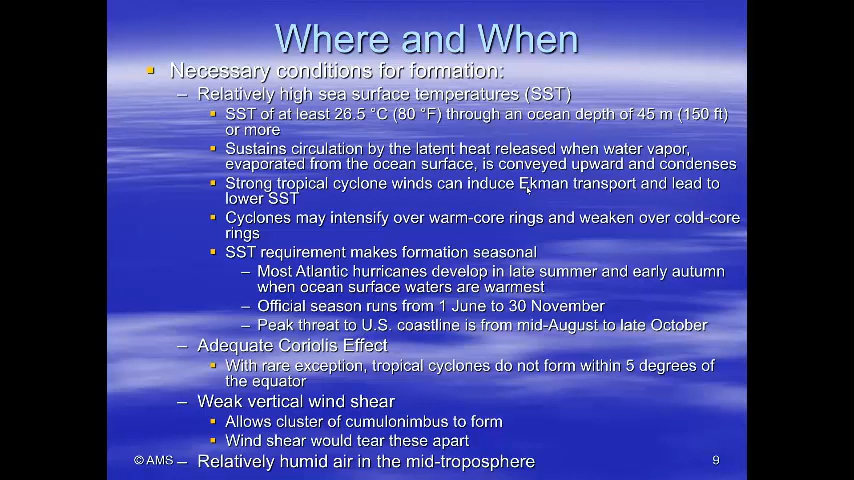 Where and When
▪ Necessary conditions for formation:
– Relatively high sea surface temperatures (SST)
▪ SST of at least 26.5 °C (80 °F) through an ocean depth of 45 m (150 ft)
or more
▪ Sustains circulation by the latent heat released when water vapor,
evaporated from the ocean surface, is conveyed upward and condenses
▪ Strong tropical cyclone winds can induce Ekman transport and lead to
lower SST
▪ Cyclones may intensify over warm-core rings and weaken over cold-core
rings
▪ SST requirement makes formation seasonal
– Most Atlantic hurricanes develop in late summer and early autumn
when ocean surface waters are warmest
– Official season runs from 1 June to 30 November
– Peak threat to U.S. coastline is from mid-August to late October
– Adequate Coriolis Effect
▪ With rare exception, tropical cyclones do not form within 5 degrees of
the equator
– Weak vertical wind shear
▪ Allows cluster of cumulonimbus to form
▪ Wind shear would tear these apart
– Relatively humid air in the mid-troposphere
© AMS
9